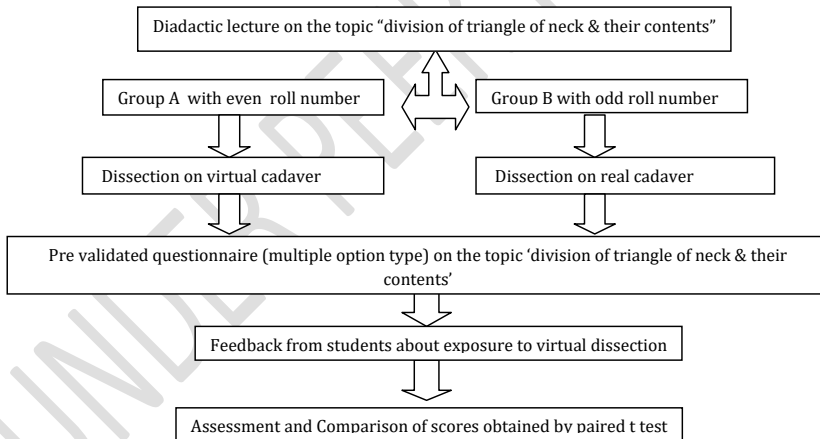 Diadactic lecture on the topic “division of triangle of neck & their contents”
Group A with even roll number
Group B with odd roll number
Dissection on virtual cadaver
Dissection on real cadaver
Pre validated questionnaire (multiple option type) on the topic ‘division of triangle of neck & their
contents’
Feedback from students about exposure to virtual dissection
Assessment and Comparison of scores obtained by paired t test
UNDER PEER